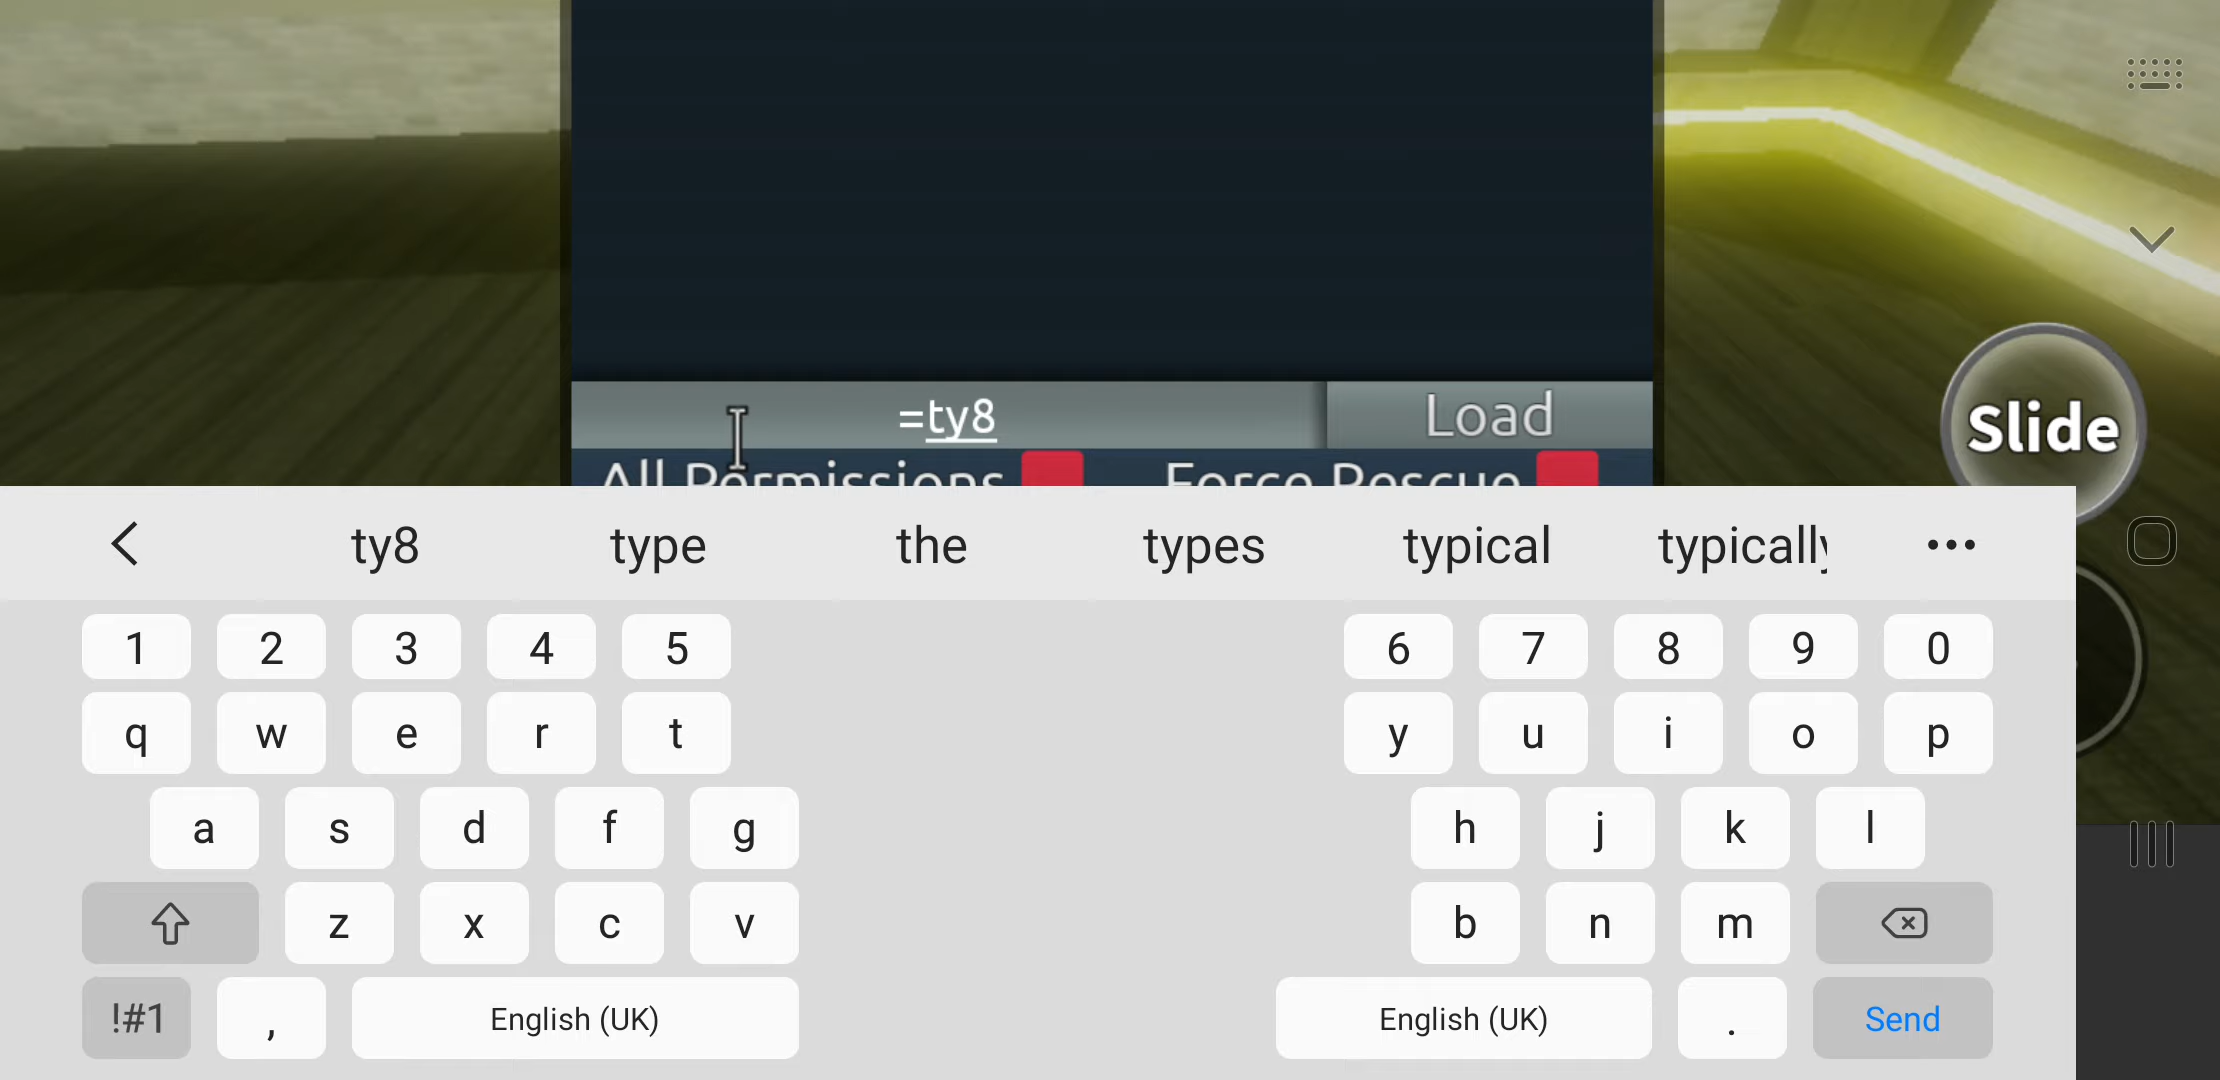 =ty8
Load
All Permissions
Force Rescue
Slide
ty8 type the types typical typically •••
1 2 3 4 5 6 7 8 9 0
q w e r t y u i o p
a s d f g h j k l
z x c v b n m
!#1 , English (UK) English (UK) . Send